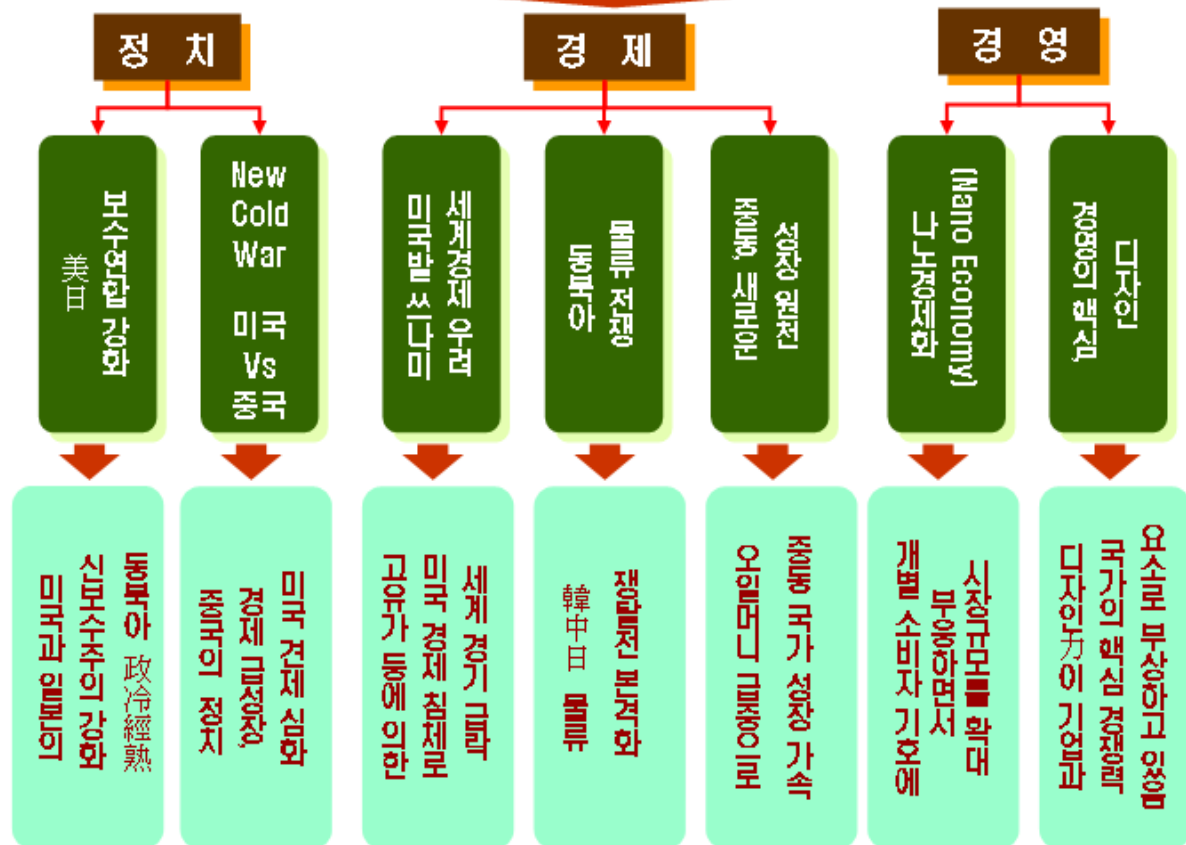 정 치
경 제
경 영
美日
보수연합 강화
New
Cold
War
미국
Vs
중국
미국발 쓰나미
세계경제 우려
동북아
물류 전쟁
중동, 새로운
성장 원천
나노경제화
(Nano Economy)
경영의 핵심,
디자인
미국과 일본의
신보수주의 강화
동북아 政冷經熟
중국의 정치
경제 급성장,
미국 견제 심화
고유가 등에 의한
미국 경제 침체로
세계 경기 급락
韓中日 물류
쟁탈전 본격화
오일머니 급증으로
중동 국가 성장 가속
개별 소비자 기호에
부응하면서
시장규모를 확대
디자인力이 기업과
국가의 핵심 경쟁력
요소로 부상하고 있음